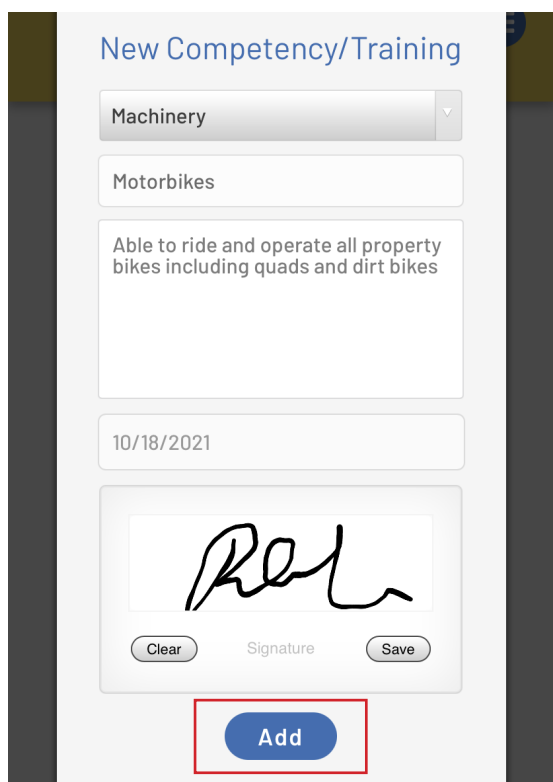 New Competency/Training
Machinery
Motorbikes
Able to ride and operate all property
bikes including quads and dirt bikes
10/18/2021
Clear
Signature
Save
Add